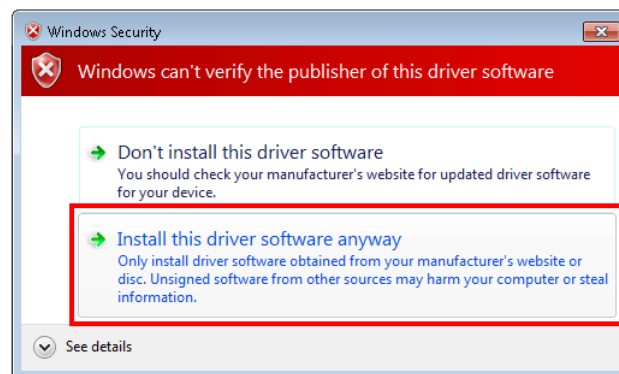 Windows Security
Windows can't verify the publisher of this driver software
Don't install this driver software
You should check your manufacturer's website for updated driver software
for your device.
Install this driver software anyway
Only install driver software obtained from your manufacturer's website or
disc. Unsigned software from other sources may harm your computer or steal
information.
See details